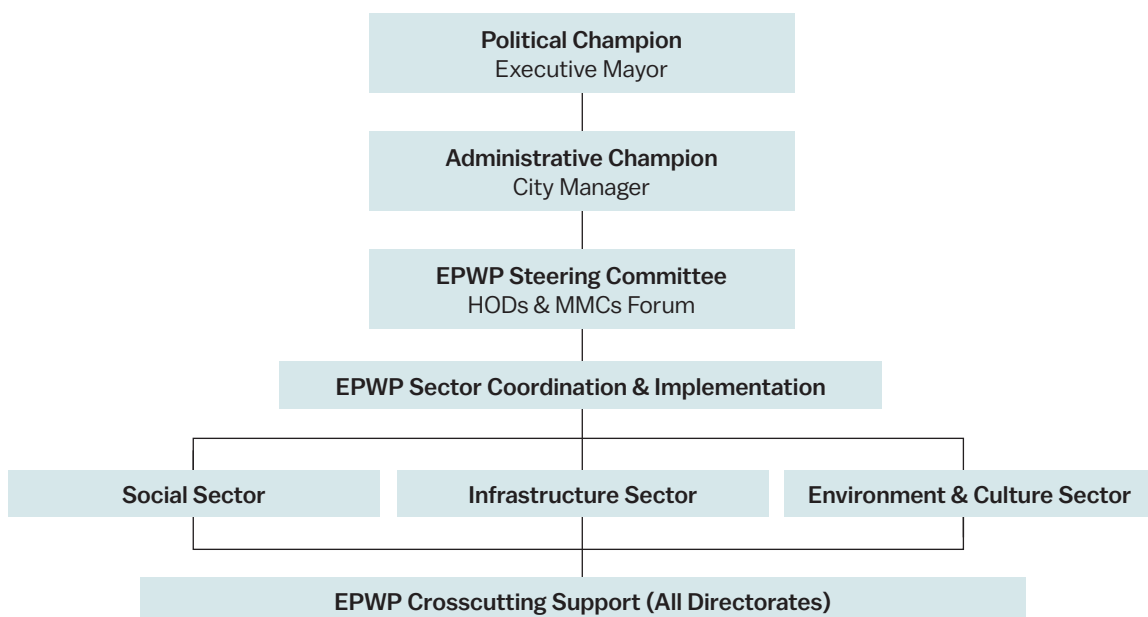 Political Champion
Executive Mayor
Administrative Champion
City Manager
EPWP Steering Committee
HODs & MMCs Forum
EPWP Sector Coordination & Implementation
Social Sector
Infrastructure Sector
Environment & Culture Sector
EPWP Crosscutting Support (All Directorates)